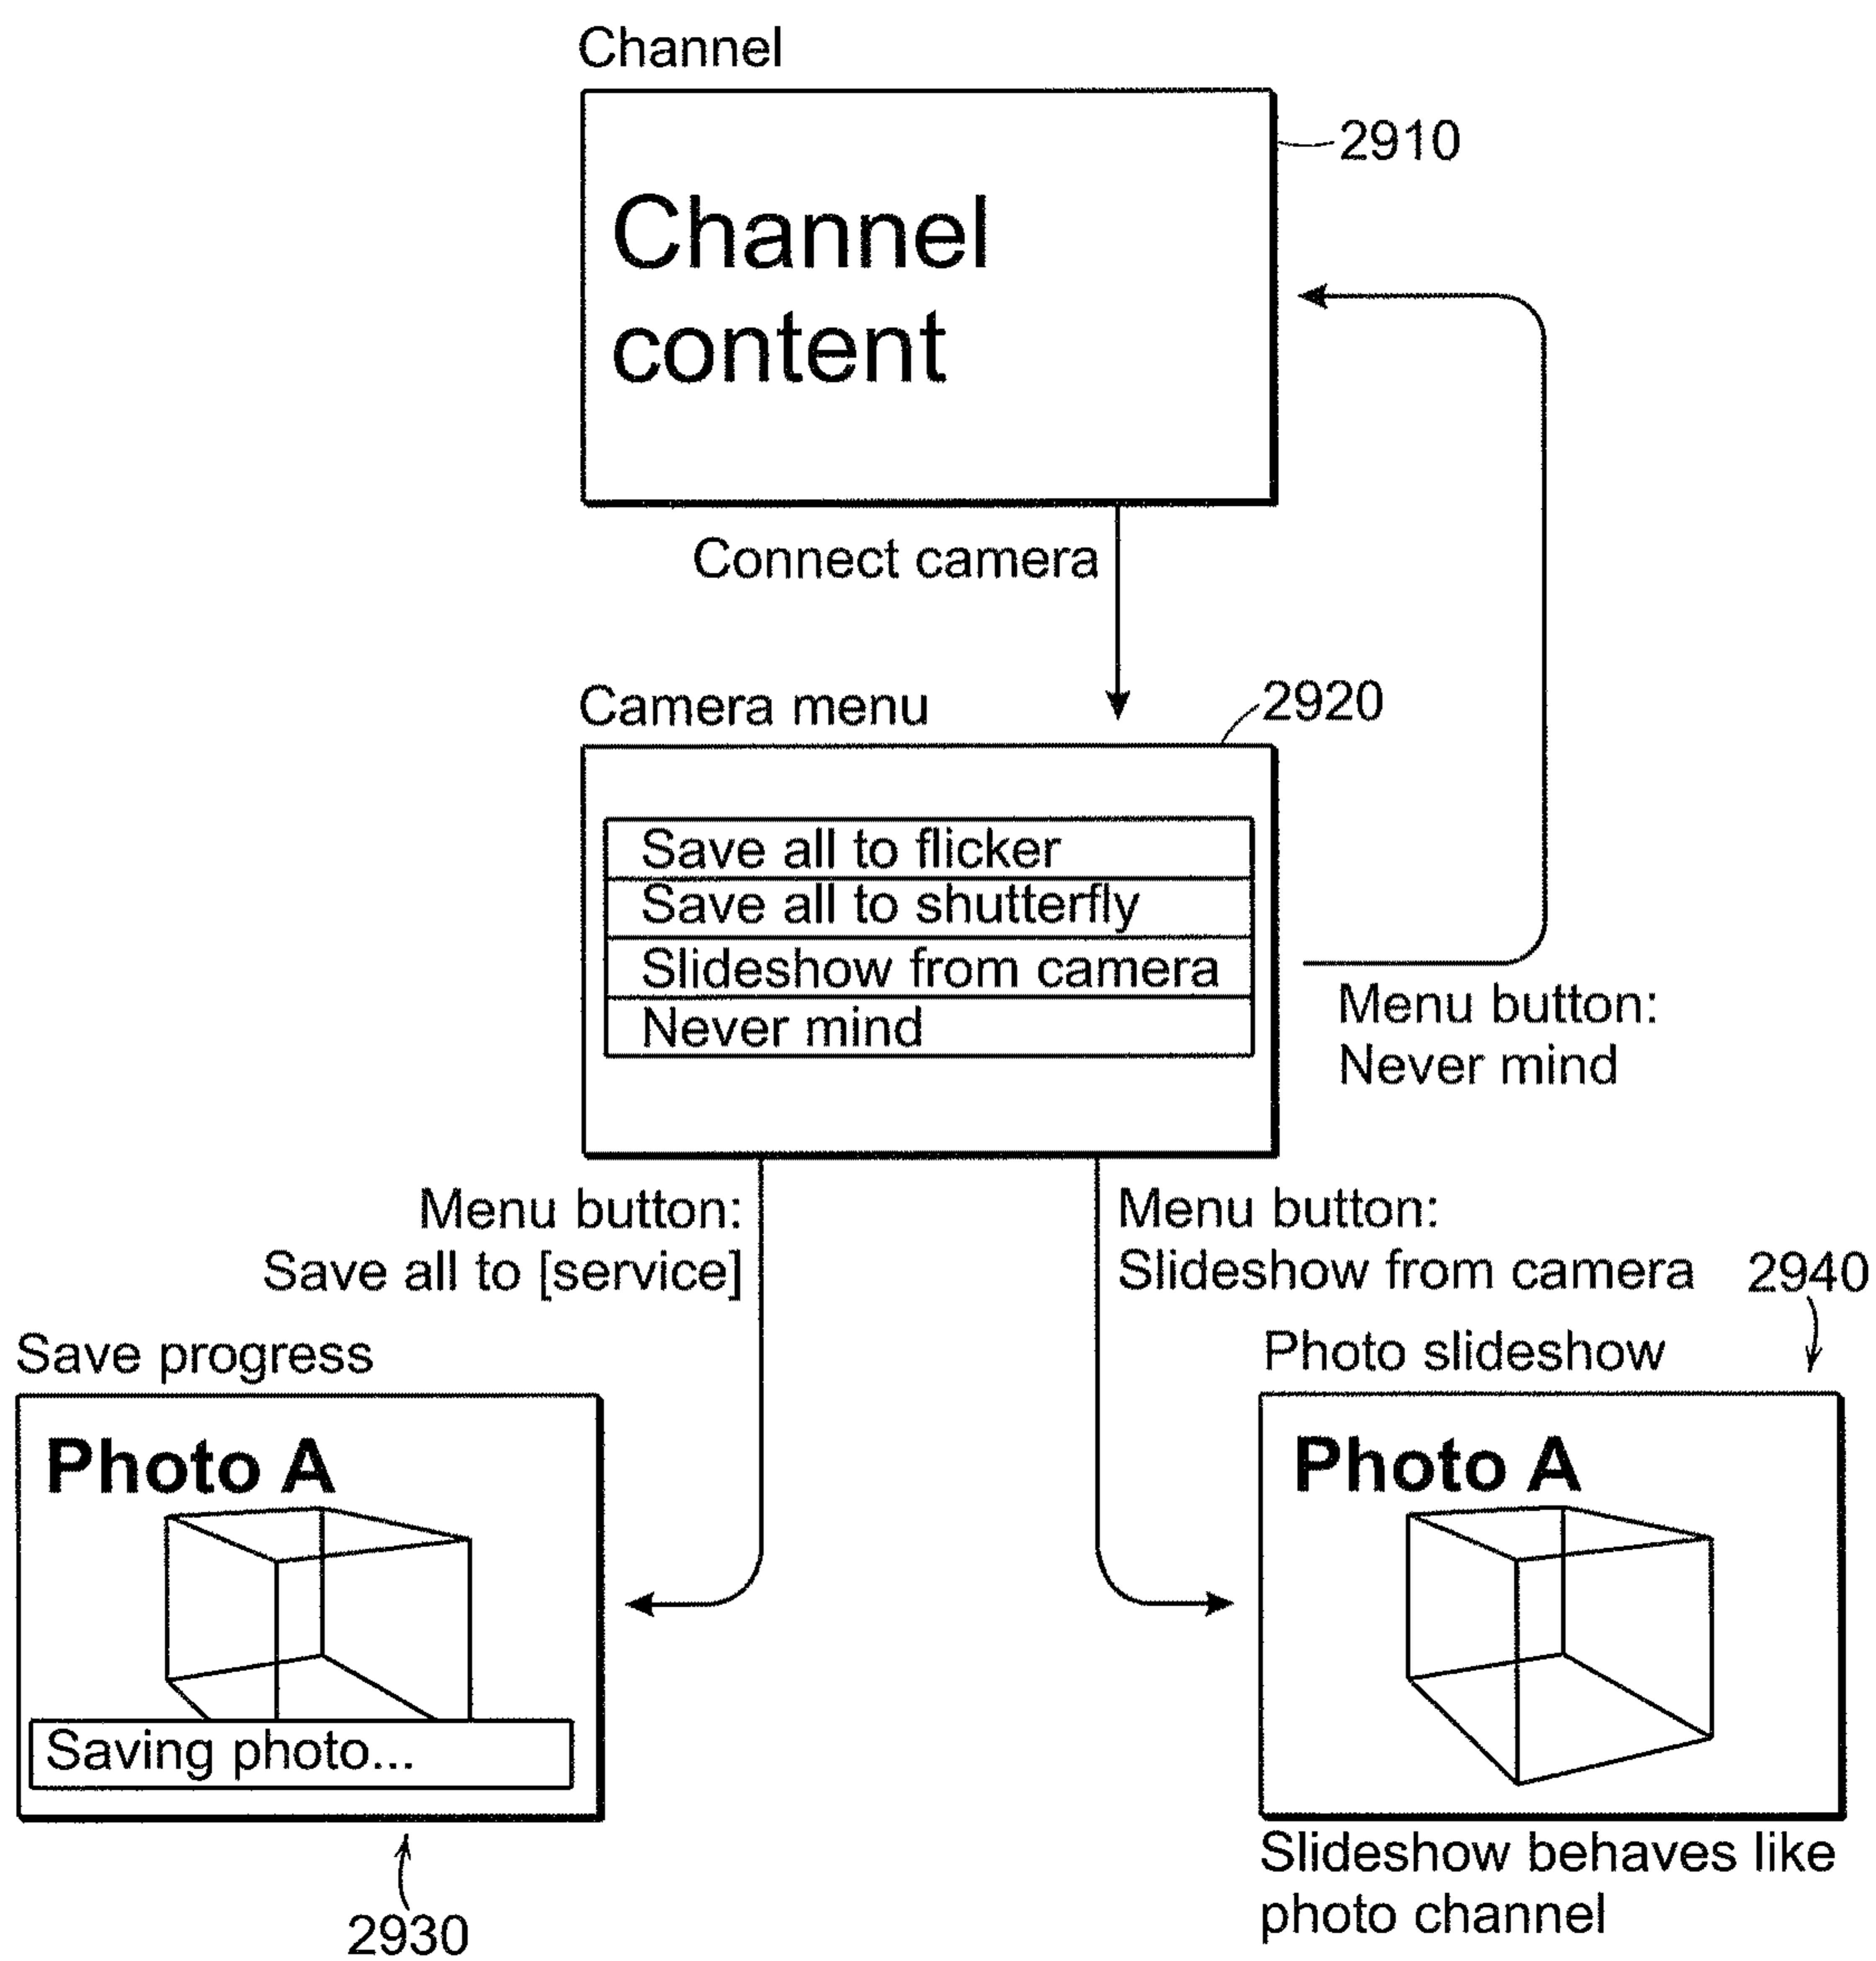 Channel
2910
Channel
content
Connect camera
Camera menu
2920
Save all to flicker
Save all to shutterfly
Slideshow from camera
Never mind
Menu button:
Never mind
Menu button:
Save all to [service]
Menu button:
Slideshow from camera
2940
Save progress
Photo A
Saving photo...
2930
Photo slideshow
Photo A
Slideshow behaves like
photo channel